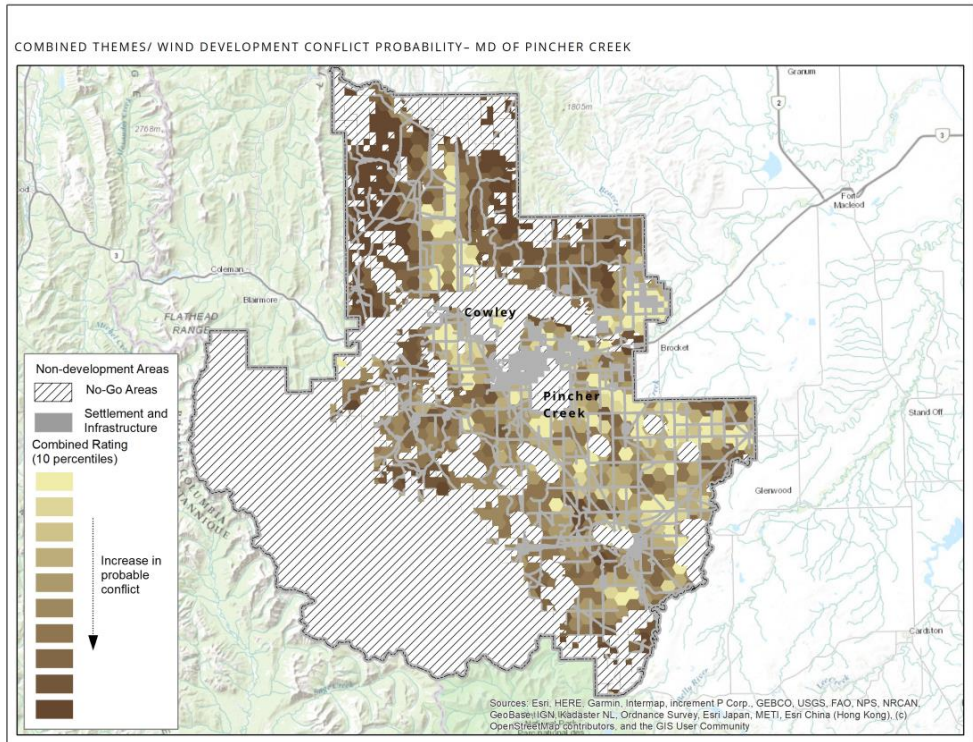 COMBINED THEMES/ WIND DEVELOPMENT CONFLICT PROBABILITY– MD OF PINCHER CREEK
Granum
1805m
2
2768m
3
Fort
Macleod
3
Coleman
Blairmore
FLATHEAD
RANGE
Cowley
Brocket
Pincher
Creek
Stand Off
Glenwood
Cardston
Non-development Areas
No-Go Areas
Settlement and
Infrastructure
Combined Rating
(10 percentiles)
Increase in
probable
conflict
Sources: Esri, HERE, Garmin, Intermap, increment P Corp., GEBCO, USGS, FAO, NPS, NRCAN,
GeoBase, IGN, Kadaster NL, Ordnance Survey, Esri Japan, METI, Esri China (Hong Kong), (c)
OpenStreetMap contributors, and the GIS User Community